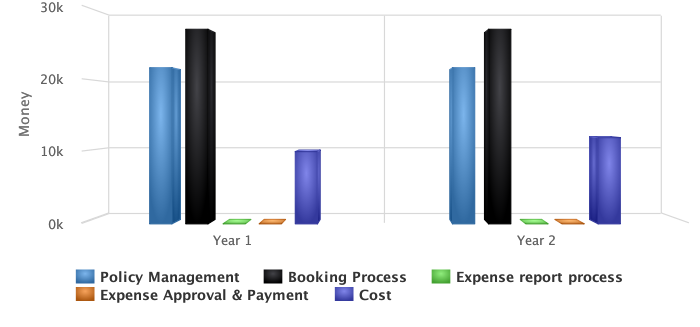 30k
20k
10k
0k
Money
Year 1
Year 2
Policy Management
Booking Process
Expense report process
Expense Approval & Payment
Cost